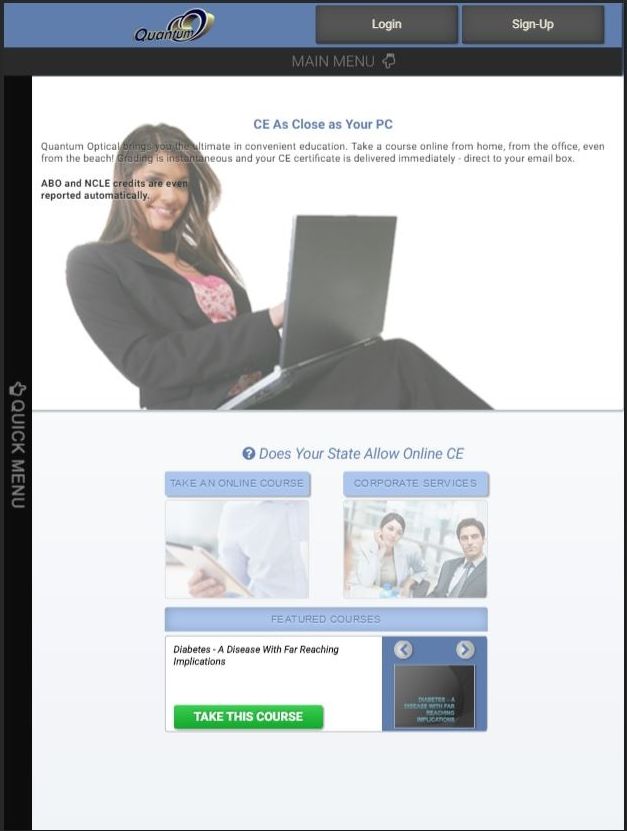 Quantum
Login
Sign-Up
MAIN MENU
CE As Close as Your PC
Quantum Optical brings you the ultimate in convenient education. Take a course online from home, from the office, even
from the beach! Grading is instantaneous and your CE certificate is delivered immediately - direct to your email box.
ABO and NCLE credits are even
reported automatically.
QUICK MENU
Does Your State Allow Online CE
TAKE AN ONLINE COURSE
CORPORATE SERVICES
FEATURED COURSES
Diabetes - A Disease With Far Reaching
Implications
DIABETES - A
DISEASE WITH FAR
REACHING
IMPLICATIONS
TAKE THIS COURSE